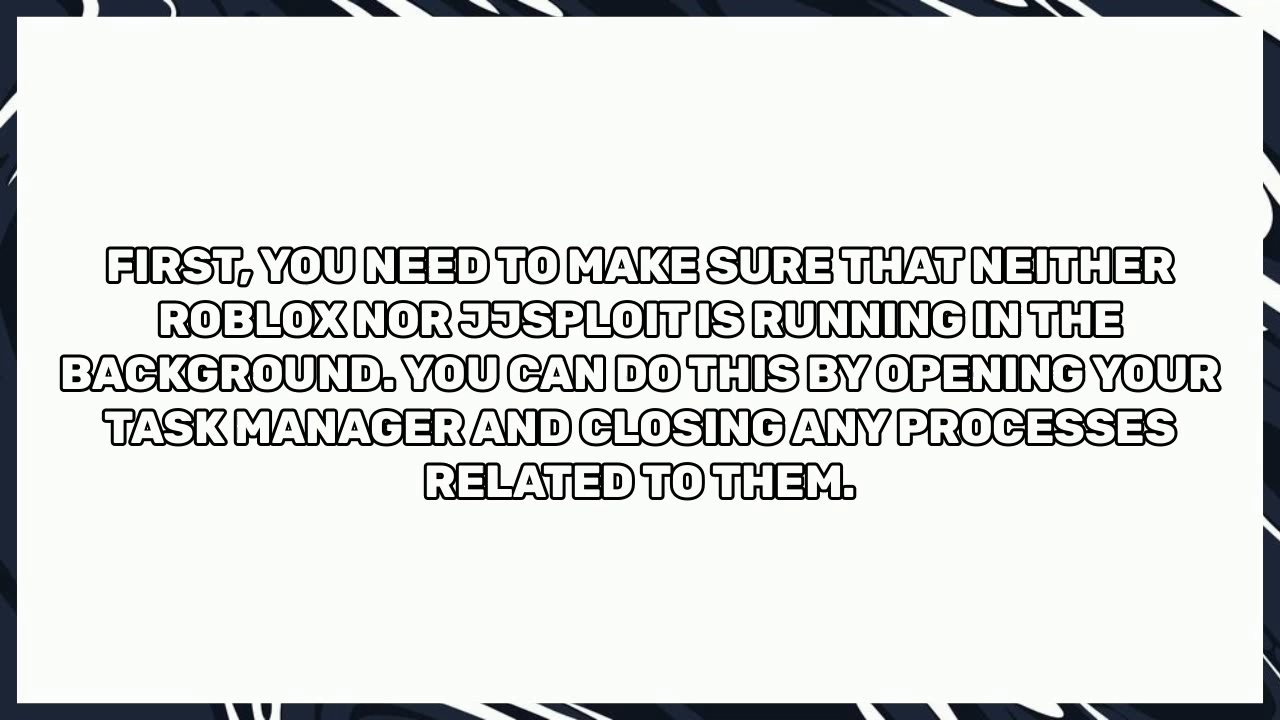 FIRST, YOU NEED TO MAKE SURE THAT NEITHER
ROBLOX NOR JJSPLOIT IS RUNNING IN THE
BACKGROUND. YOU CAN DO THIS BY OPENING YOUR
TASK MANAGER AND CLOSING ANY PROCESSES
RELATED TO THEM.